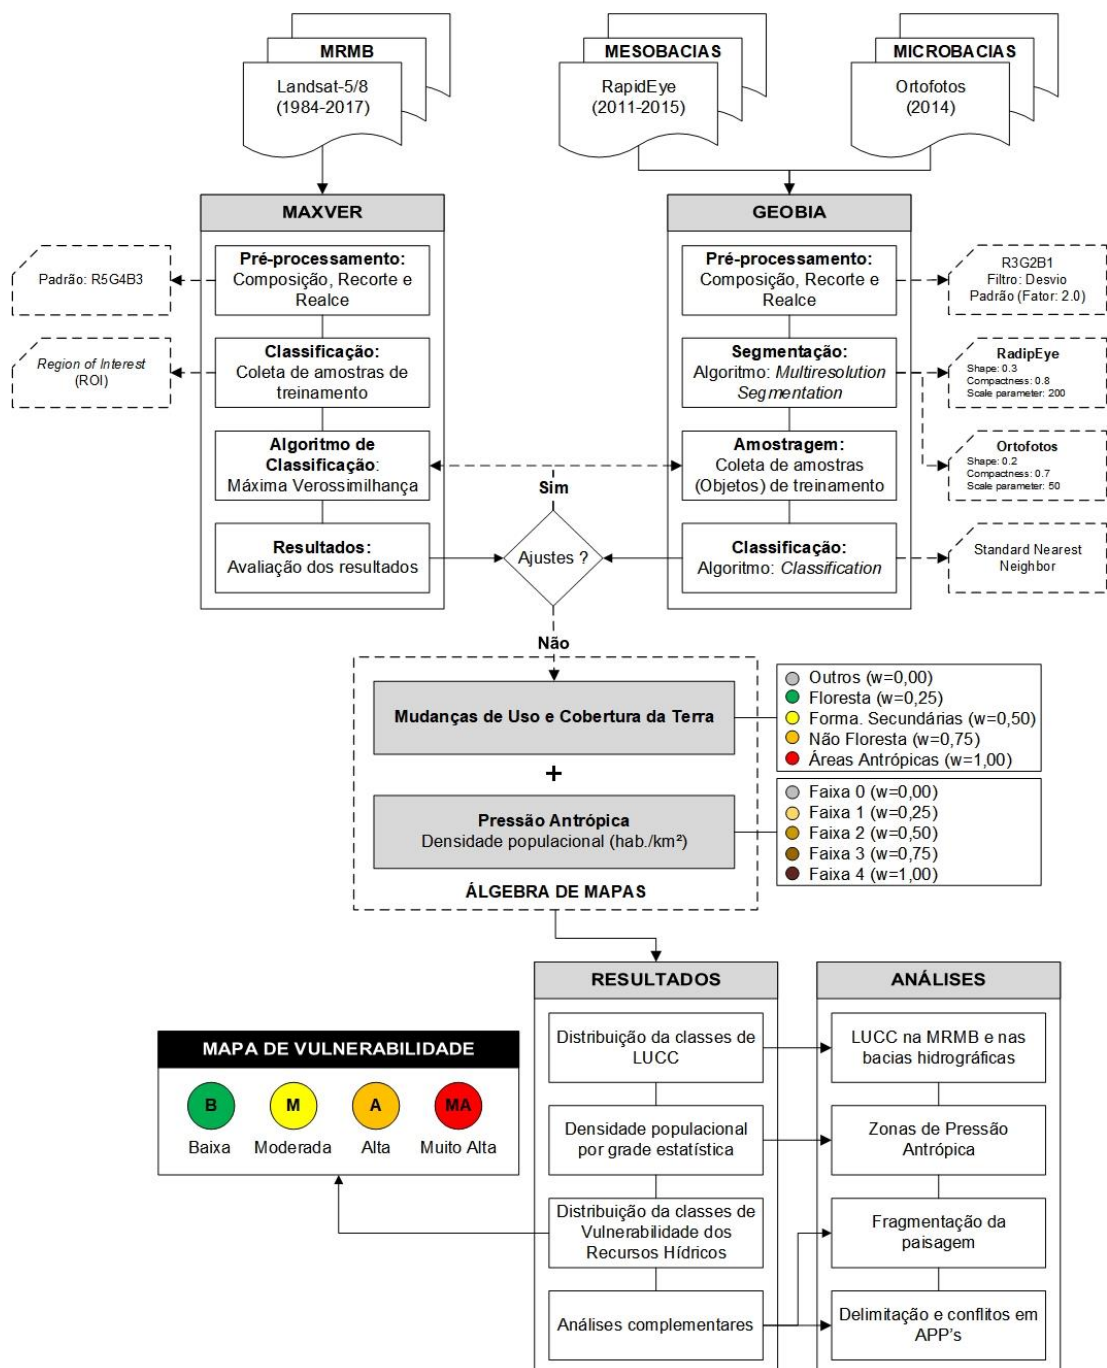 MRMB
Landsat-5/8
(1984-2017)
MESOBACIAS
RapidEye
(2011-2015)
MICROBACIAS
Ortofotos
(2014)
MAXVER
Pré-processamento:
Composição, Recorte e
Realce
Classificação:
Coleta de amostras de
treinamento
Algoritmo de
Classificação:
Máxima Verossimilhança
Resultados:
Avaliação dos resultados
Padrão: R5G4B3
Region of Interest
(ROI)
GEOBIA
Pré-processamento:
Composição, Recorte e
Realce
Segmentação:
Algoritmo: Multiresolution
Segmentation
Amostragem:
Coleta de amostras
(Objetos) de treinamento
Classificação:
Algoritmo: Classification
R3G2B1
Filtro: Desvio
Padrão (Fator: 2.0)
RadipEye
Shape: 0.3
Compactness: 0.8
Scale parameter: 200
Ortofotos
Shape: 0.2
Compactness: 0.7
Scale parameter: 50
Standard Nearest
Neighbor
Sim
Ajustes ?
Não
Mudanças de Uso e Cobertura da Terra
+
Pressão Antrópica
Densidade populacional (hab./km²)
ÁLGEBRA DE MAPAS
Outros (w=0,00)
Floresta (w=0,25)
Forma. Secundárias (w=0,50)
Não Floresta (w=0,75)
Áreas Antrópicas (w=1,00)
Faixa 0 (w=0,00)
Faixa 1 (w=0,25)
Faixa 2 (w=0,50)
Faixa 3 (w=0,75)
Faixa 4 (w=1,00)
RESULTADOS
Distribuição da classes de
LUCC
Densidade populacional
por grade estatística
Distribuição da classes de
Vulnerabilidade dos
Recursos Hídricos
Análises complementares
ANÁLISES
LUCC na MRMB e nas
bacias hidrográficas
Zonas de Pressão
Antrópica
Fragmentação da
paisagem
Delimitação e conflitos em
APP's
MAPA DE VULNERABILIDADE
B M A MA
Baixa Moderada Alta Muito Alta